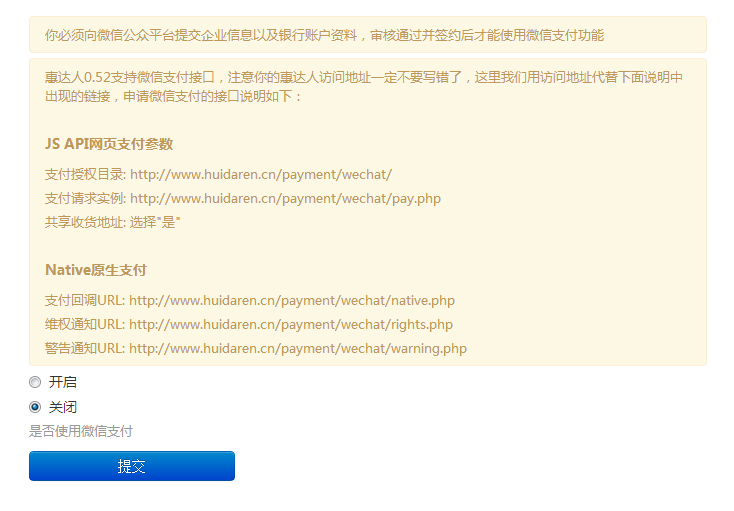 你必须向微信公众平台提交企业信息以及银行账户资料，审核通过并签约后才能使用微信支付功能
惠达人0.52支持微信支付接口，注意你的惠达人访问地址一定不要写错了，这里我们用访问地址代替下面说明中
出现的链接，申请微信支付的接口说明如下：
JS API网页支付参数
支付授权目录: http://www.huidaren.cn/payment/wechat/
支付请求实例: http://www.huidaren.cn/payment/wechat/pay.php
共享收货地址: 选择"是"
Native原生支付
支付回调URL: http://www.huidaren.cn/payment/wechat/native.php
维权通知URL: http://www.huidaren.cn/payment/wechat/rights.php
警告通知URL: http://www.huidaren.cn/payment/wechat/warning.php
开启
关闭
是否使用微信支付
提交